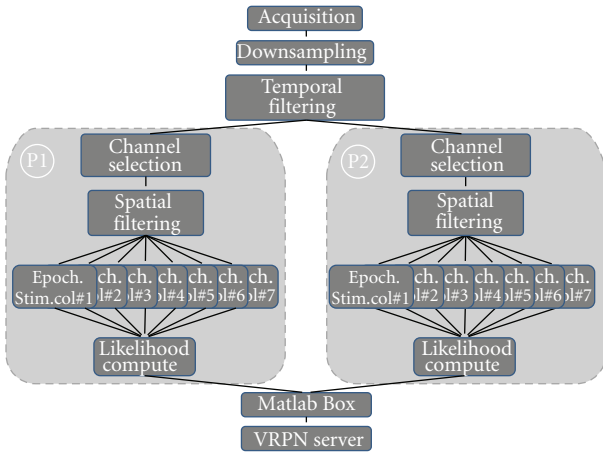 Acquisition
Downsampling
Temporal
filtering
P1
Channel
selection
Spatial
filtering
Epoch.
Stim.col#1
ch.
ol#2
ch.
ol#3
ch.
ol#4
ch.
ol#5
ch.
ol#6
ch.
ol#7
Likelihood
compute
P2
Channel
selection
Spatial
filtering
Epoch.
Stim.col#1
ch.
ol#2
ch.
ol#3
ch.
ol#4
ch.
ol#5
ch.
ol#6
ch.
ol#7
Likelihood
compute
Matlab Box
VRPN server